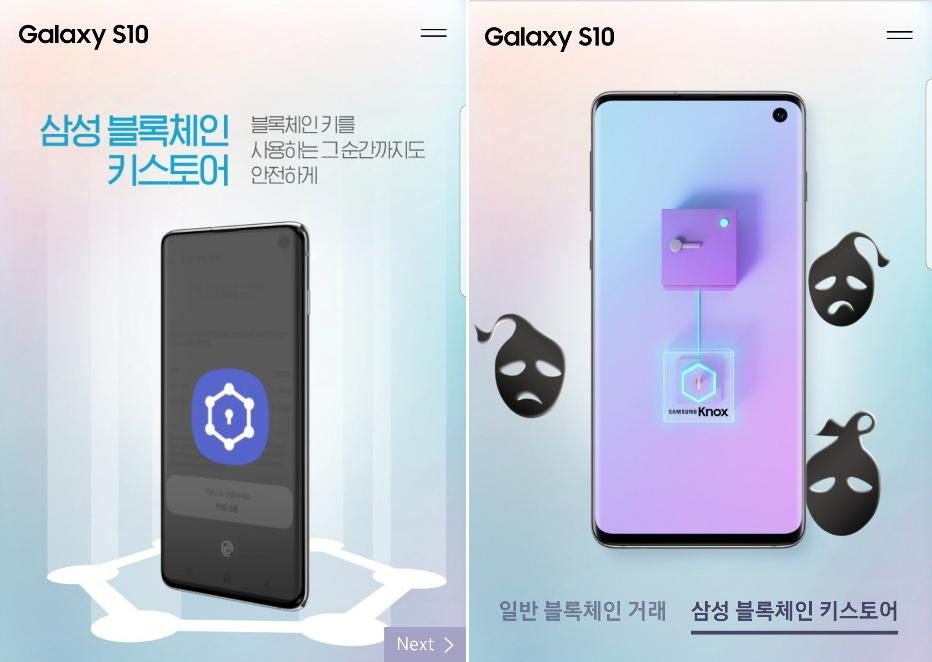 Galaxy S10
삼성 블록체인
키스토어
블록체인 키를
사용하는 그 순간까지도
안전하게
Next
Galaxy S10
SAMSUNG Knox
일반 블록체인 거래
삼성 블록체인 키스토어